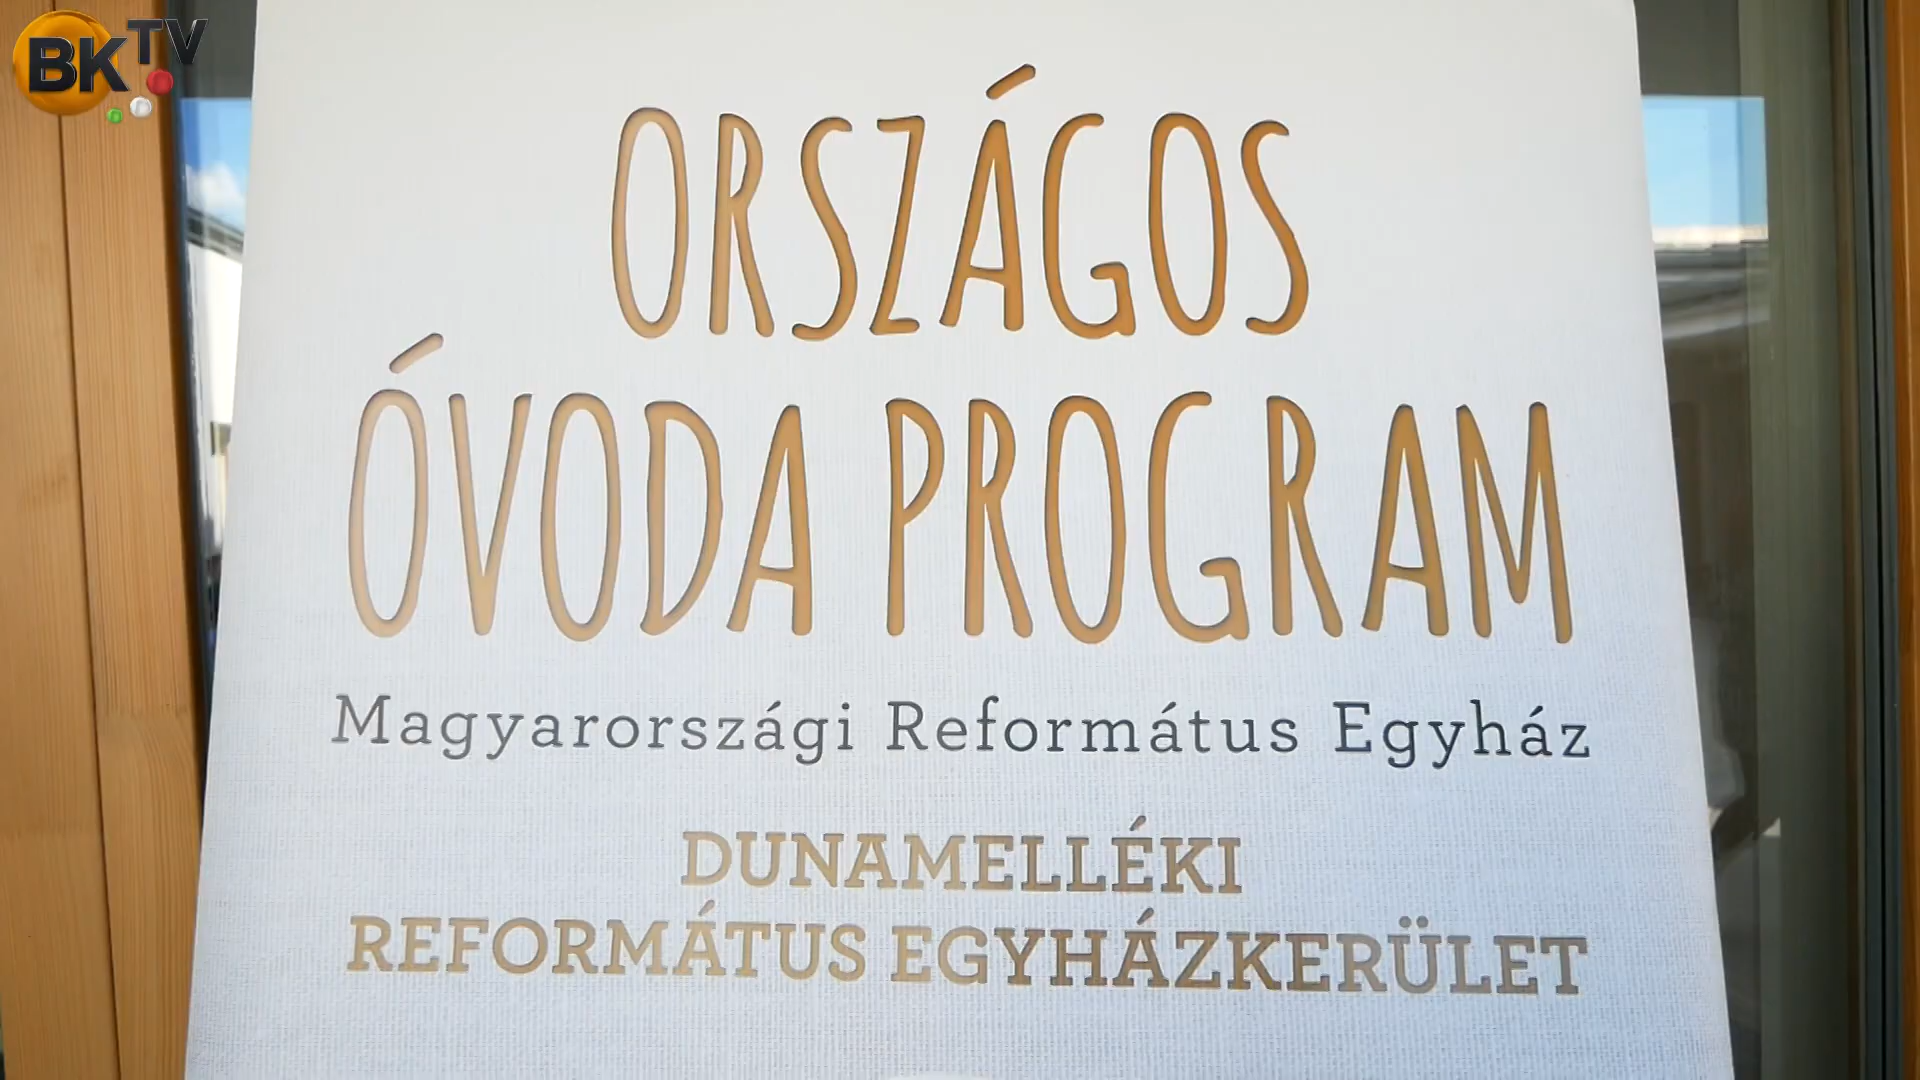 BKTV
ORSZÁGOS
ÓVODA PROGRAM
Magyarországi Református Egyház
DUNAMELLÉKI
REFORMÁTUS EGYHÁZKERÜLET